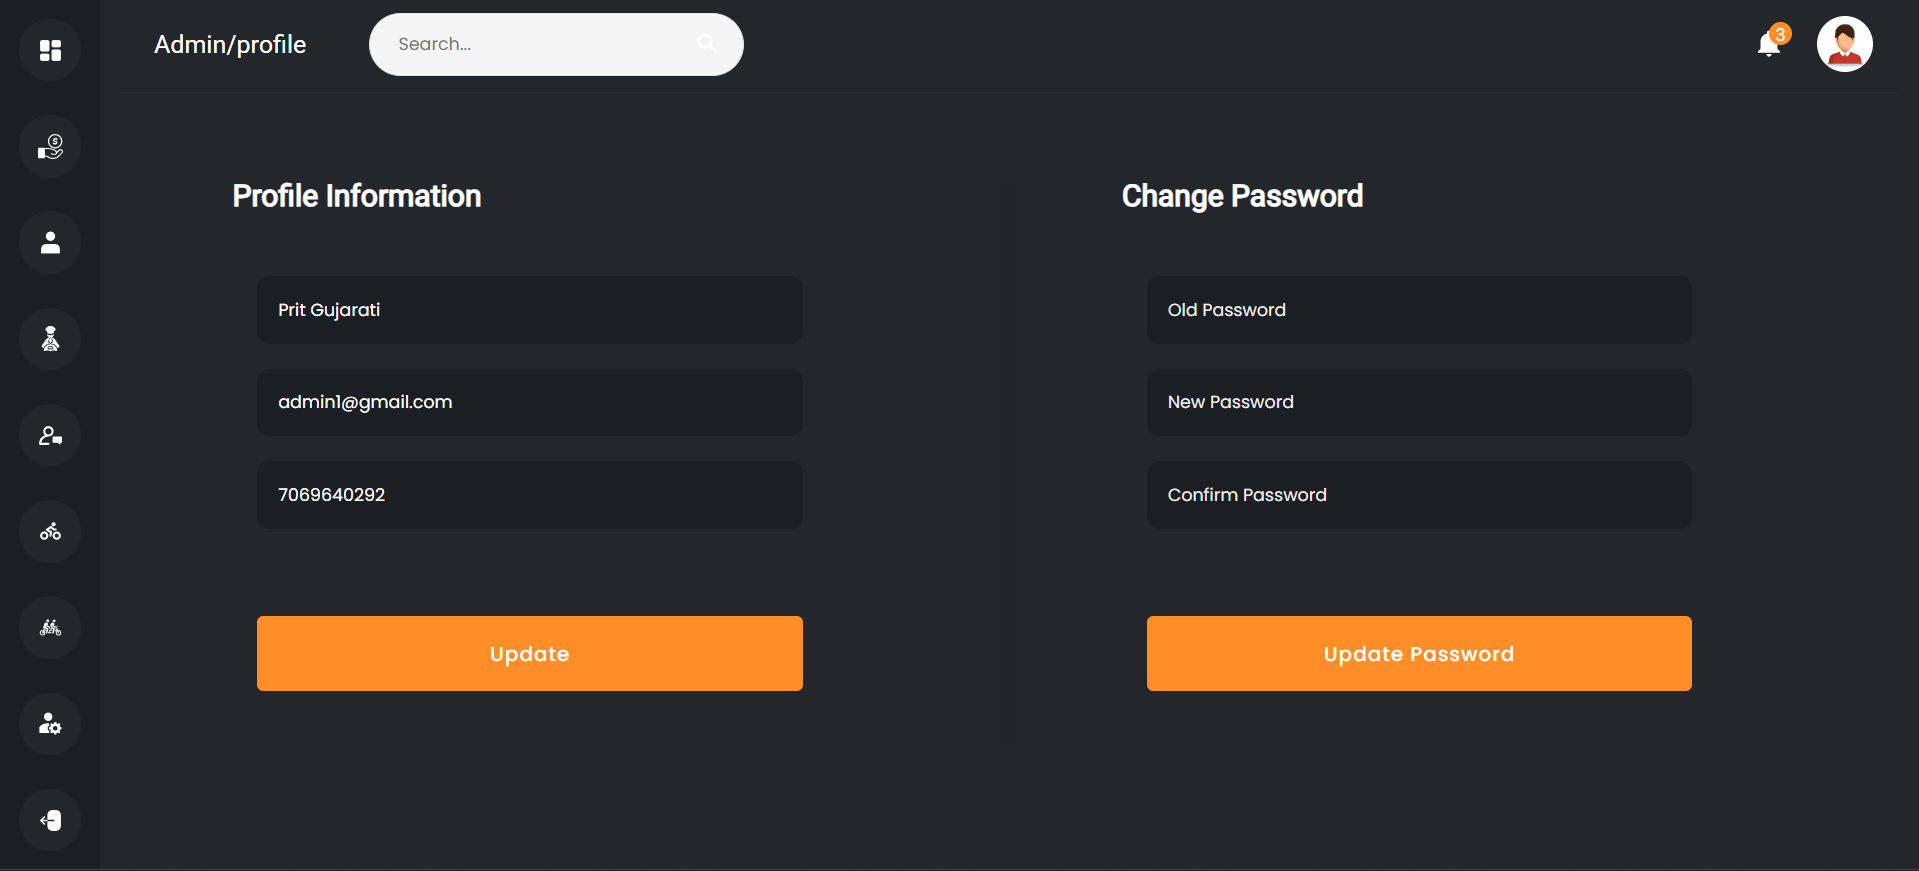 Admin/profile
Search...
3
Profile Information
Prit Gujarati
admin1@gmail.com
7069640292
Update
Change Password
Old Password
New Password
Confirm Password
Update Password